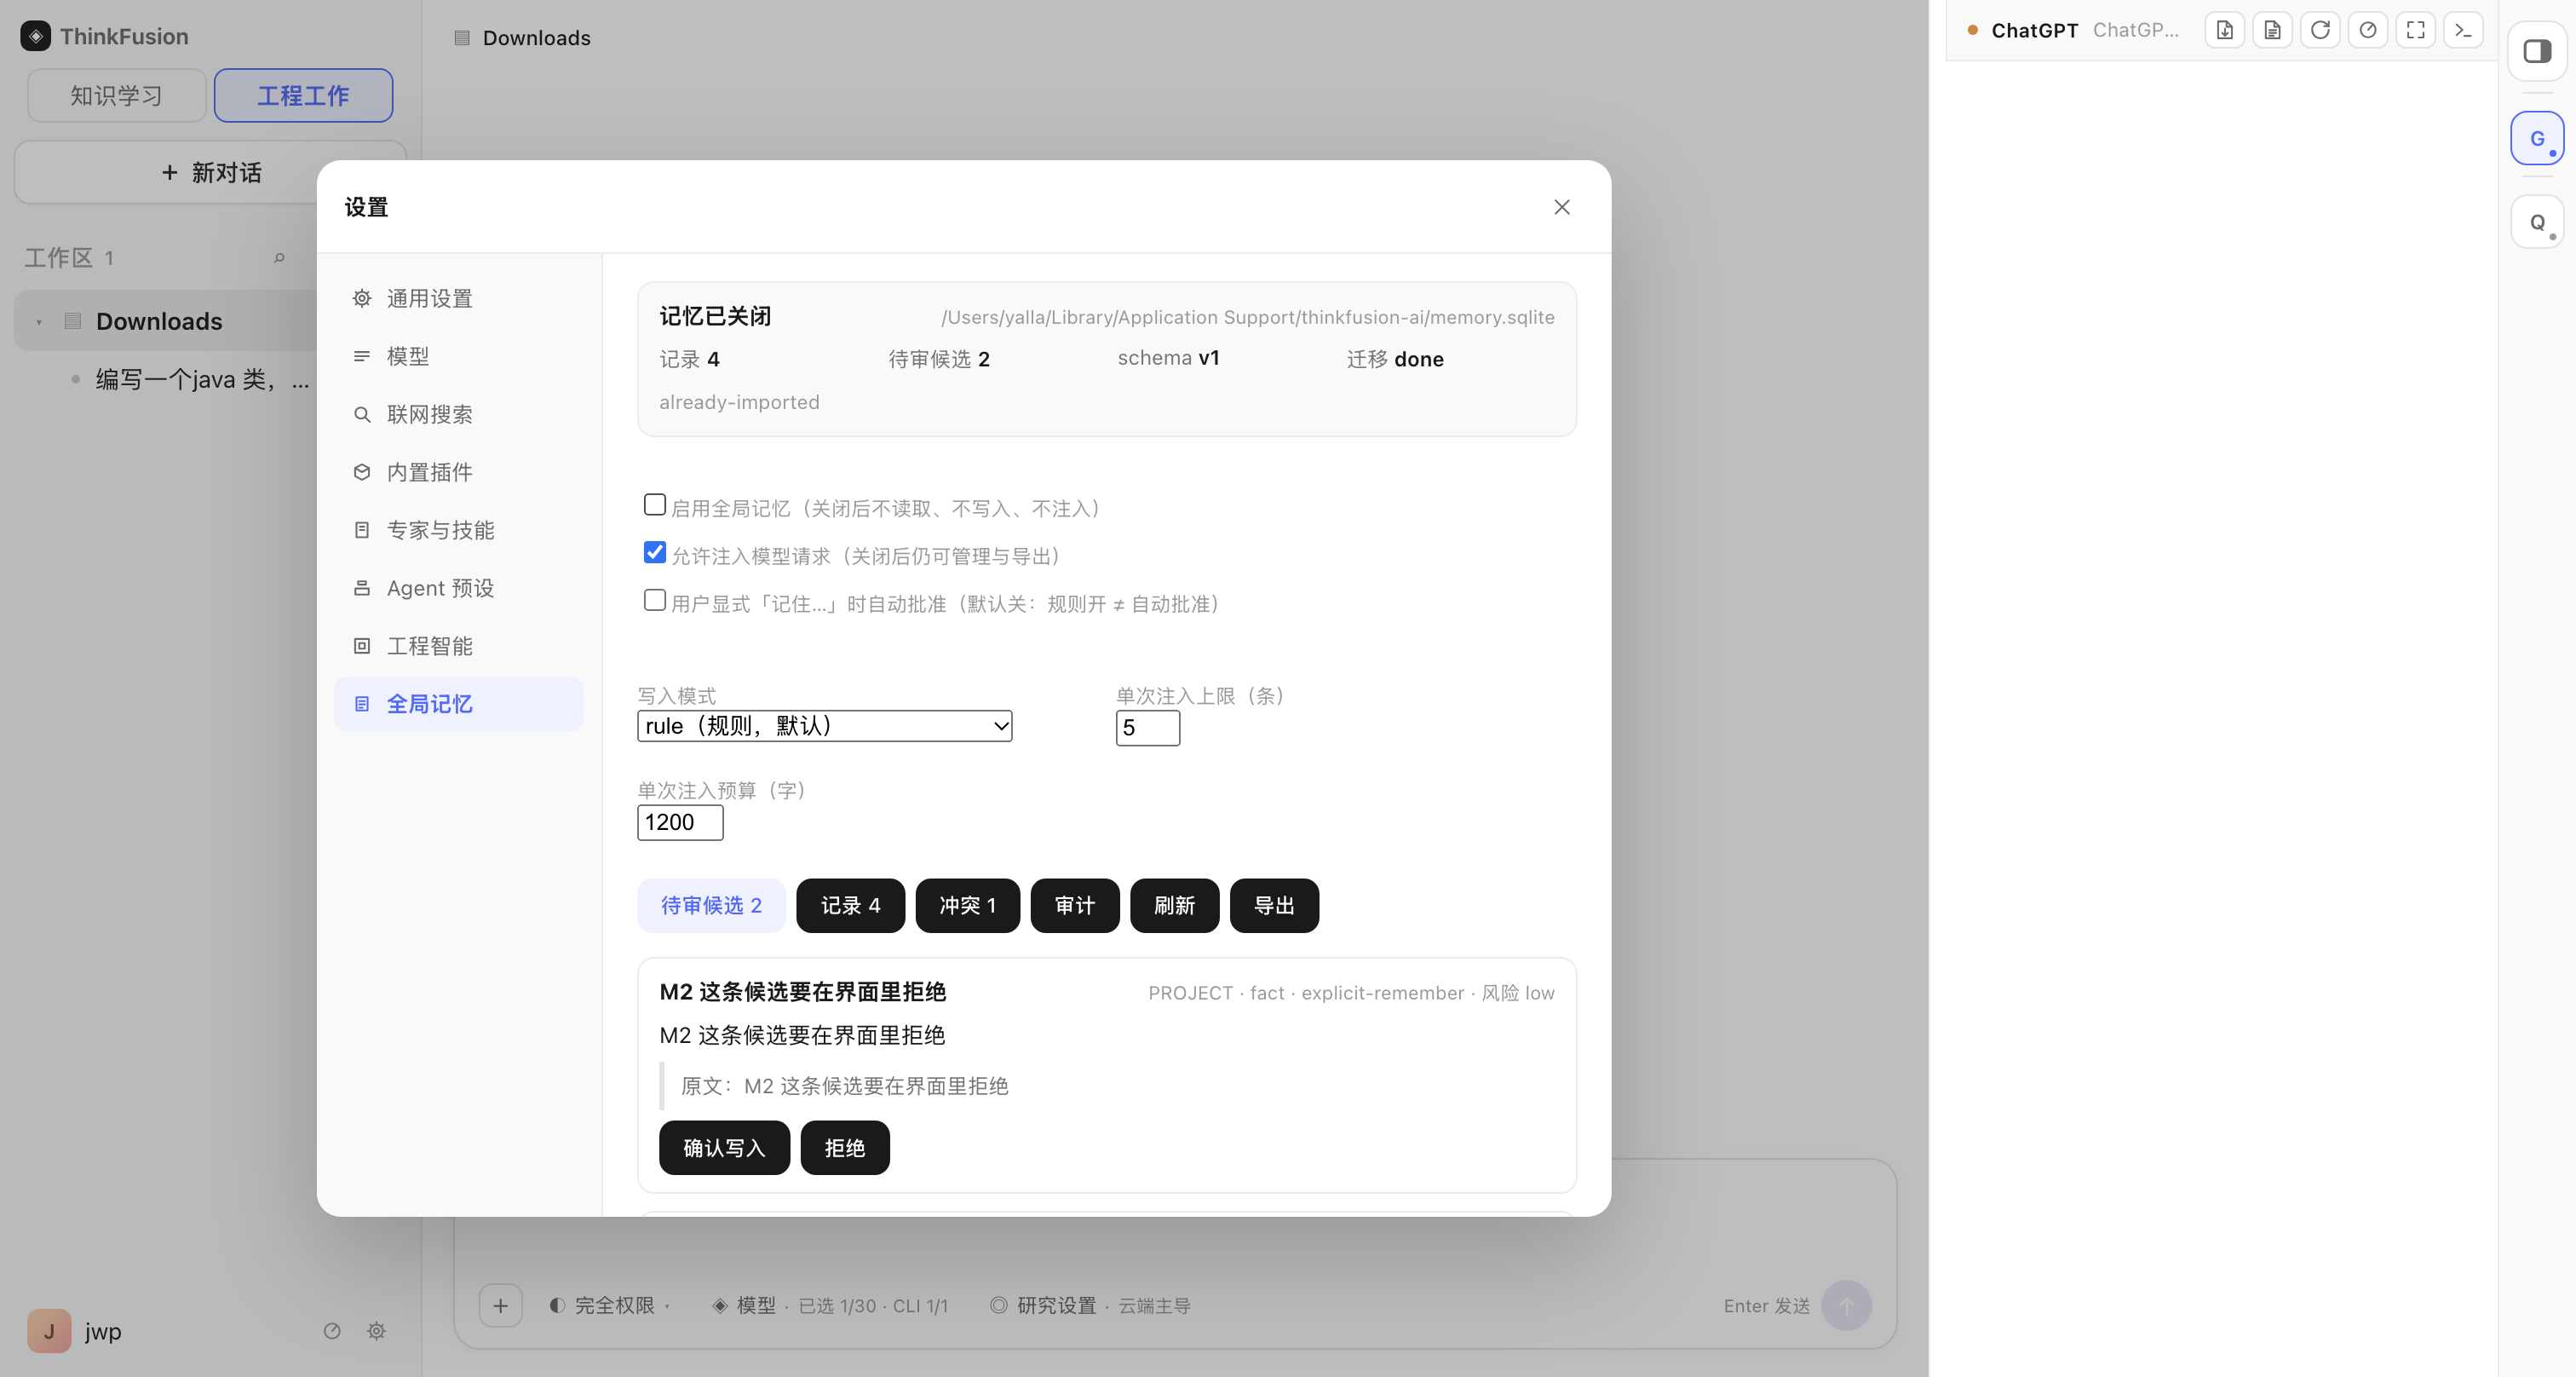 ThinkFusion
知识学习
工程工作
+ 新对话
工作区 1
Downloads
编写一个java 类，...
J jwp
Downloads
设置
通用设置
模型
联网搜索
内置插件
专家与技能
Agent 预设
工程智能
全局记忆
记忆已关闭 /Users/yalla/Library/Application Support/thinkfusion-ai/memory.sqlite
记录 4 待审候选 2 schema v1 迁移 done
already-imported
启用全局记忆（关闭后不读取、不写入、不注入）
允许注入模型请求（关闭后仍可管理与导出）
用户显式「记住...」时自动批准（默认关：规则开 ≠ 自动批准）
写入模式 单次注入上限（条）
rule（规则，默认） 5
单次注入预算（字）
1200
待审候选 2 记录 4 冲突 1 审计 刷新 导出
M2 这条候选要在界面里拒绝 PROJECT · fact · explicit-remember · 风险 low
M2 这条候选要在界面里拒绝
原文：M2 这条候选要在界面里拒绝
确认写入 拒绝
+ 完全权限 · 模型 · 已选 1/30 · CLI 1/1 研究设置 · 云端主导 Enter 发送
ChatGPT ChatGP...
G
Q